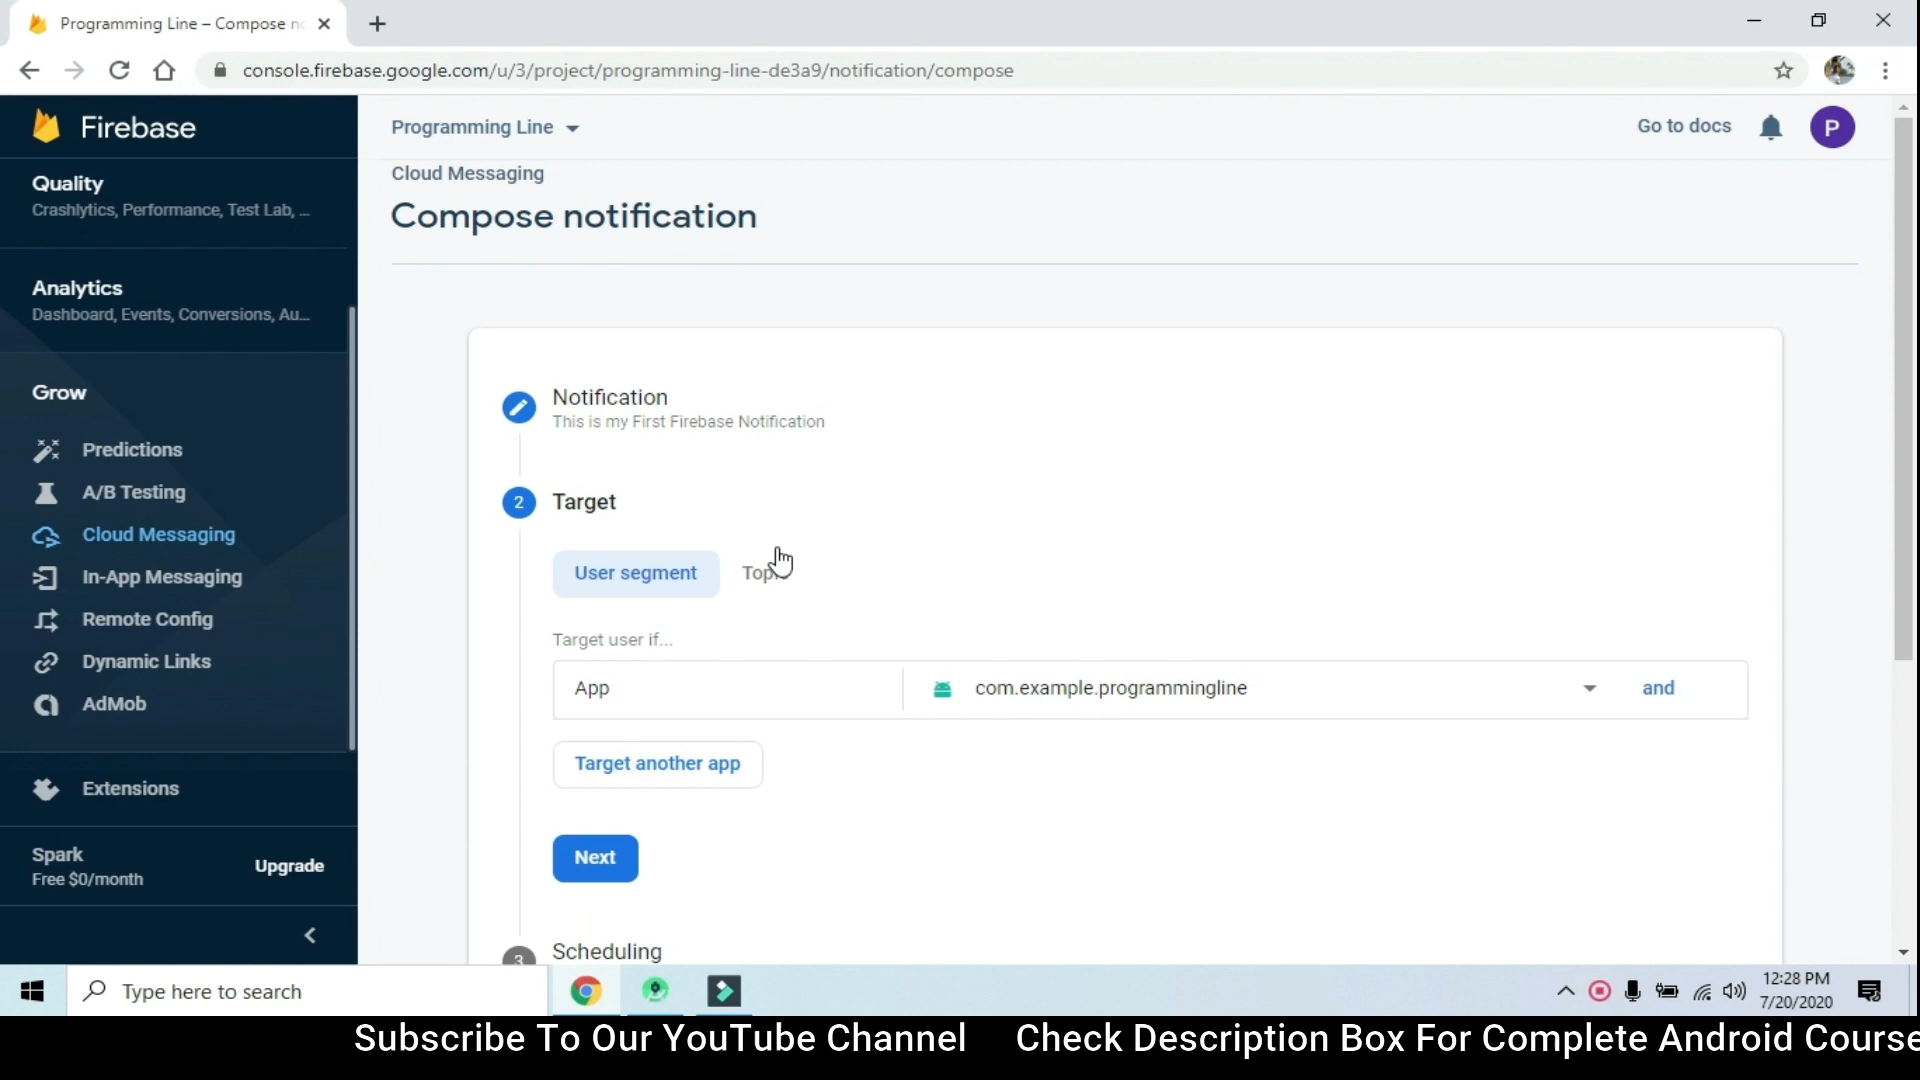 Programming Line – Compose no
console.firebase.google.com/u/3/project/programming-line-de3a9/notification/compose
Firebase
Quality
Crashlytics, Performance, Test Lab, ...
Analytics
Dashboard, Events, Conversions, Au...
Grow
Predictions
A/B Testing
Cloud Messaging
In-App Messaging
Remote Config
Dynamic Links
AdMob
Extensions
Spark
Free $0/month
Upgrade
Programming Line
Go to docs
P
Cloud Messaging
Compose notification
Notification
This is my First Firebase Notification
2
Target
User segment
Target user if...
App
com.example.programmingline
and
Target another app
Next
3
Scheduling
Type here to search
12:28 PM
7/20/2020
Subscribe To Our YouTube Channel
Check Description Box For Complete Android Course